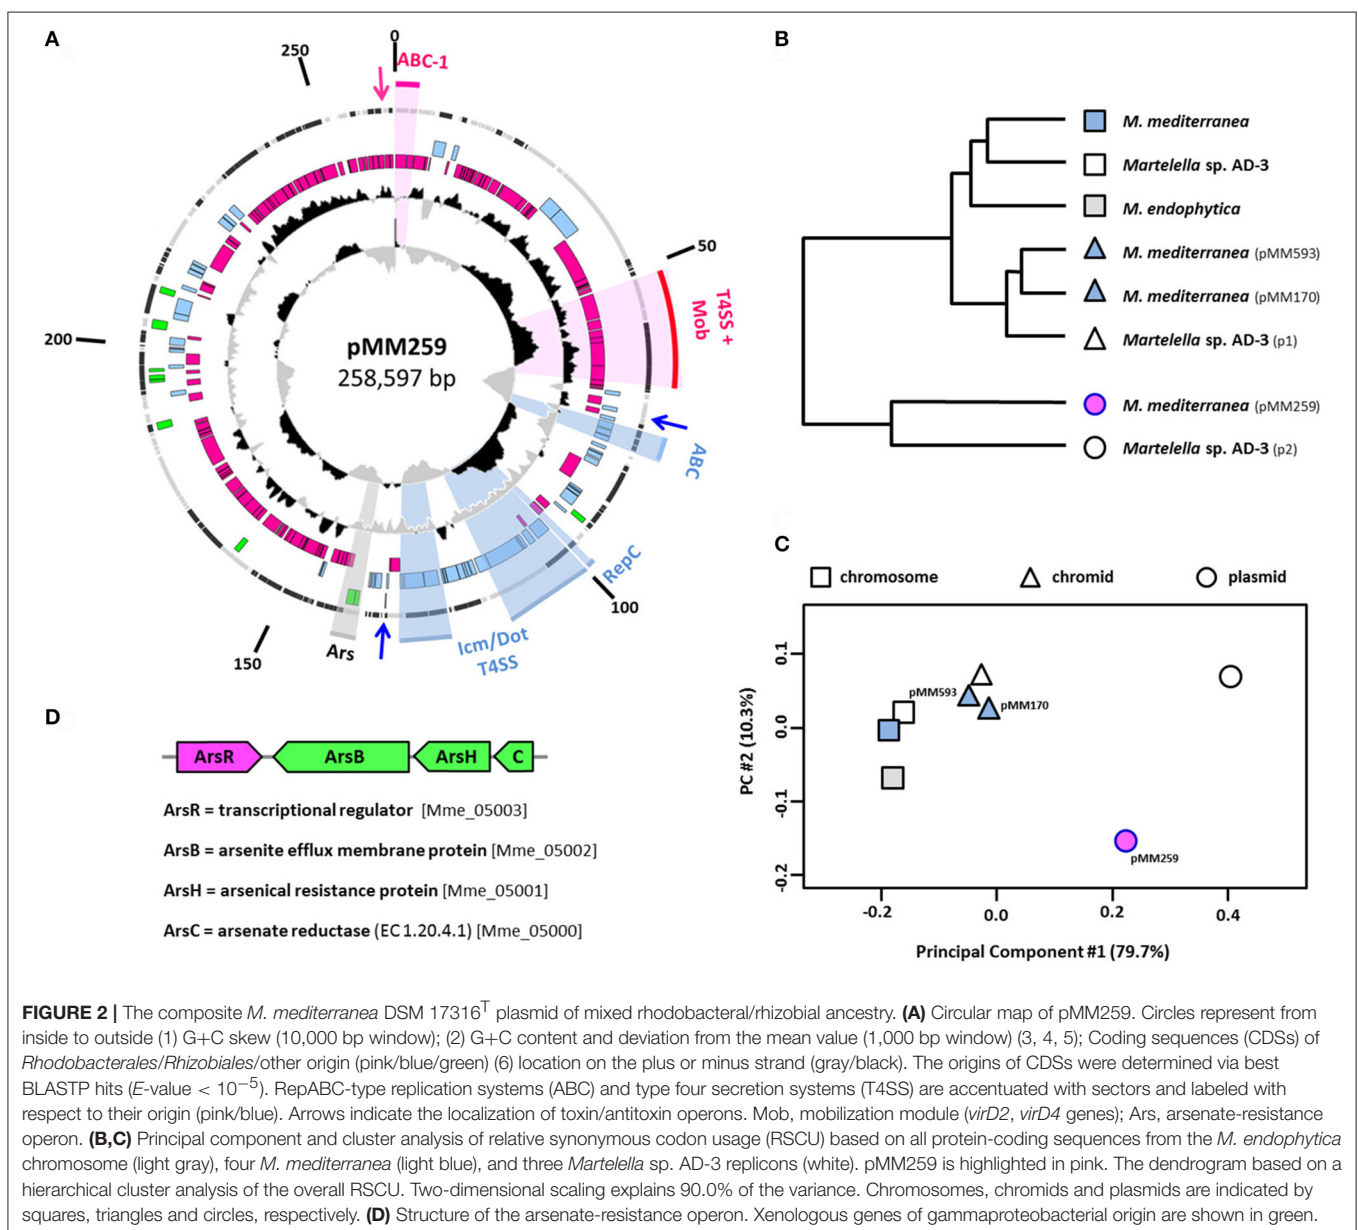 A
0
ABC-1
250
50
T4SS +
Mob
200
pMM259
258,597 bp
ABC
RepC
100
Icm/Dot
T4SS
Ars
150
B
M. mediterranea
Martelella sp. AD-3
M. endophytica
M. mediterranea (pMM593)
M. mediterranea (pMM170)
Martelella sp. AD-3 (p1)
M. mediterranea (pMM259)
Martelella sp. AD-3 (p2)
C
chromosome
chromid
plasmid
PC #2 (10.3%)
0.1
0.0
-0.1
-0.2
pMM593
pMM170
pMM259
-0.2
0.0
0.2
0.4
Principal Component #1 (79.7%)
D
ArsR
ArsB
ArsH
C
ArsR = transcriptional regulator [Mme_05003]
ArsB = arsenite efflux membrane protein [Mme_05002]
ArsH = arsenical resistance protein [Mme_05001]
ArsC = arsenate reductase (EC 1.20.4.1) [Mme_05000]
FIGURE 2 | The composite M. mediterranea DSM 17316T plasmid of mixed rhodobacteral/rhizobial ancestry. (A) Circular map of pMM259. Circles represent from
inside to outside (1) G+C skew (10,000 bp window); (2) G+C content and deviation from the mean value (1,000 bp window) (3, 4, 5); Coding sequences (CDSs) of
Rhodobacterales/Rhizobiales/other origin (pink/blue/green) (6) location on the plus or minus strand (gray/black). The origins of CDSs were determined via best
BLASTP hits (E-value < 10−5). RepABC-type replication systems (ABC) and type four secretion systems (T4SS) are accentuated with sectors and labeled with
respect to their origin (pink/blue). Arrows indicate the localization of toxin/antitoxin operons. Mob, mobilization module (virD2, virD4 genes); Ars, arsenate-resistance
operon. (B,C) Principal component and cluster analysis of relative synonymous codon usage (RSCU) based on all protein-coding sequences from the M. endophytica
chromosome (light gray), four M. mediterranea (light blue), and three Martelella sp. AD-3 replicons (white). pMM259 is highlighted in pink. The dendrogram based on a
hierarchical cluster analysis of the overall RSCU. Two-dimensional scaling explains 90.0% of the variance. Chromosomes, chromids and plasmids are indicated by
squares, triangles and circles, respectively. (D) Structure of the arsenate-resistance operon. Xenologous genes of gammaproteobacterial origin are shown in green.